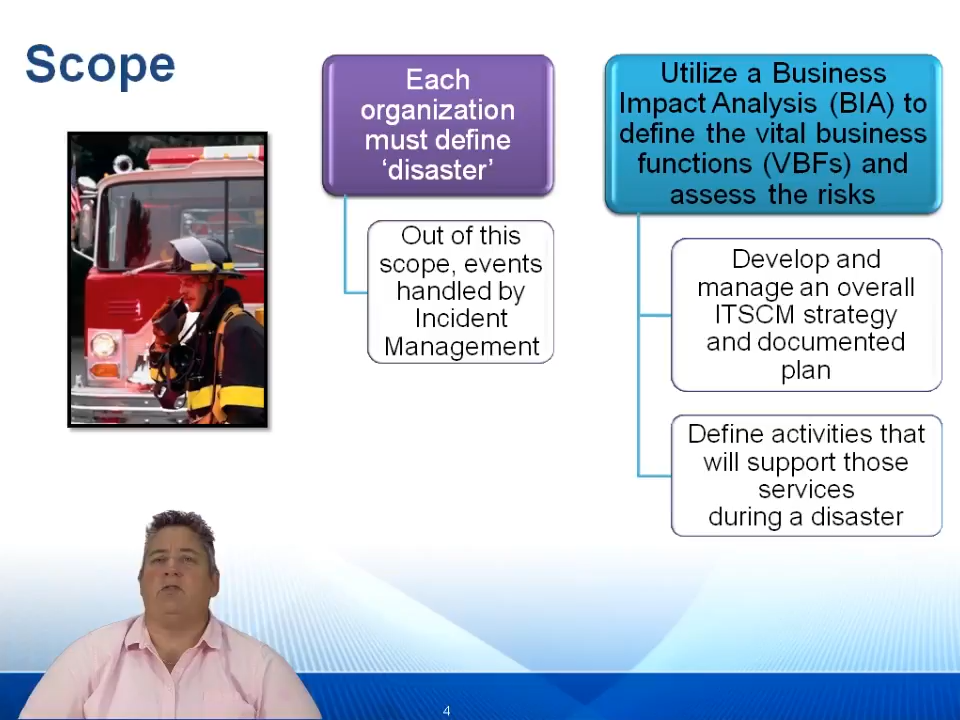 Scope
Each
organization
must define
‘disaster’
Out of this
scope, events
handled by
Incident
Management
Utilize a Business
Impact Analysis (BIA) to
define the vital business
functions (VBFs) and
assess the risks
Develop and
manage an overall
ITSCM strategy
and documented
plan
Define activities that
will support those
services
during a disaster
4